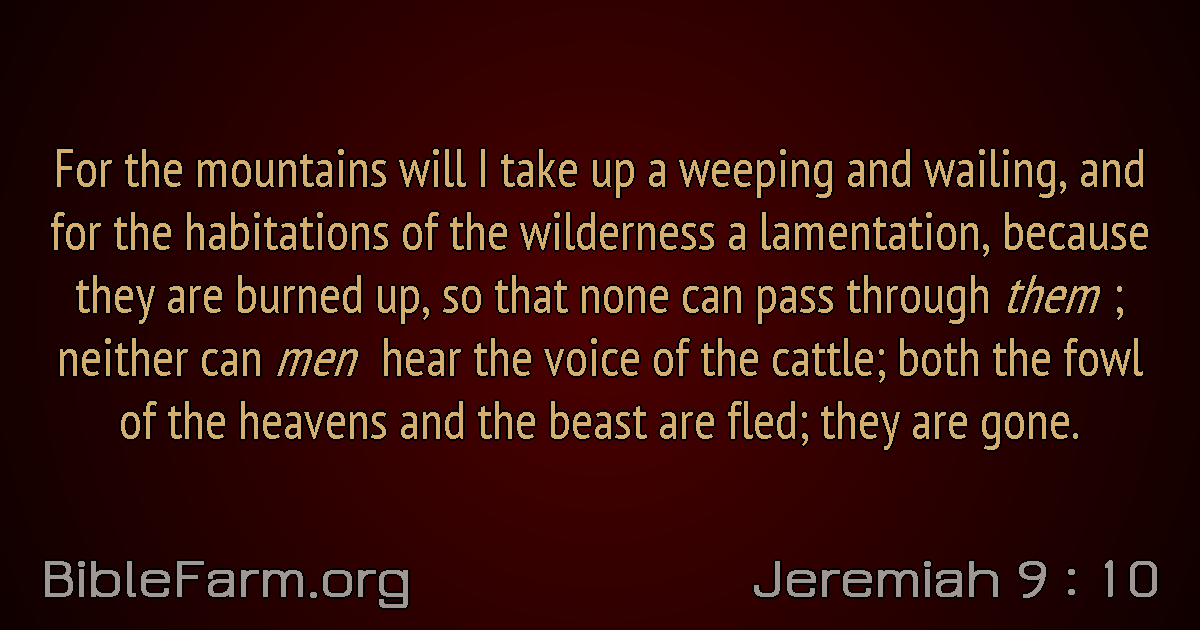 For the mountains will I take up a weeping and wailing, and
for the habitations of the wilderness a lamentation, because
they are burned up, so that none can pass through them ;
neither can men hear the voice of the cattle; both the fowl
of the heavens and the beast are fled; they are gone.
BibleFarm.org
Jeremiah 9 : 10